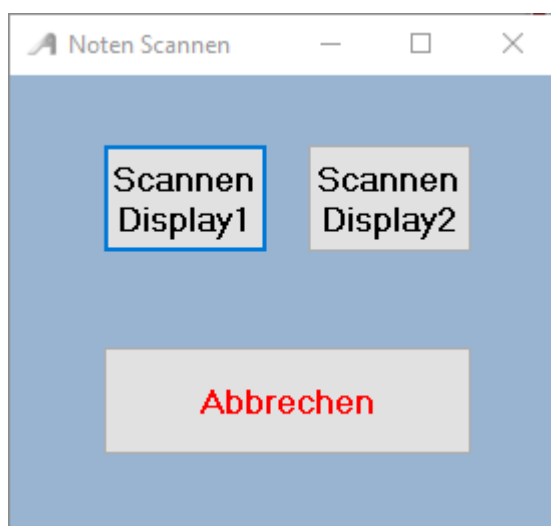 Noten Scannen
Scannen
Display1
Scannen
Display2
Abbrechen